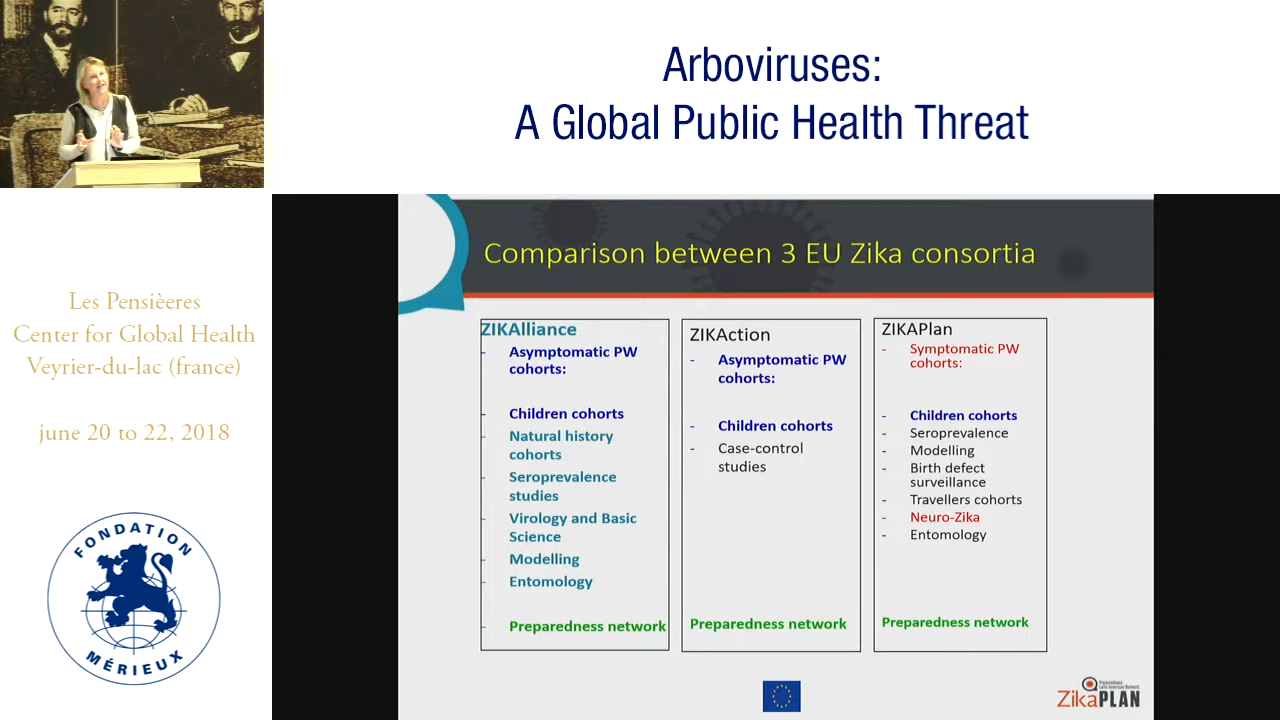 Arboviruses:
A Global Public Health Threat
Les Pensièeres
Center for Global Health
Veyrier-du-lac (france)
june 20 to 22, 2018
FONDATION
MÉRIEUX
Comparison between 3 EU Zika consortia
ZIKAlliance
- Asymptomatic PW
cohorts:
- Children cohorts
- Natural history
cohorts
- Seroprevalence
studies
- Virology and Basic
Science
- Modelling
- Entomology
- Preparedness network
ZIKAction
- Asymptomatic PW
cohorts:
- Children cohorts
- Case-control
studies
Preparedness network
ZIKAPlan
- Symptomatic PW
cohorts:
- Children cohorts
- Seroprevalence
- Modelling
- Birth defect
surveillance
- Travellers cohorts
- Neuro-Zika
- Entomology
Preparedness network
Preparedness
Latin American Network
ZikaPLAN